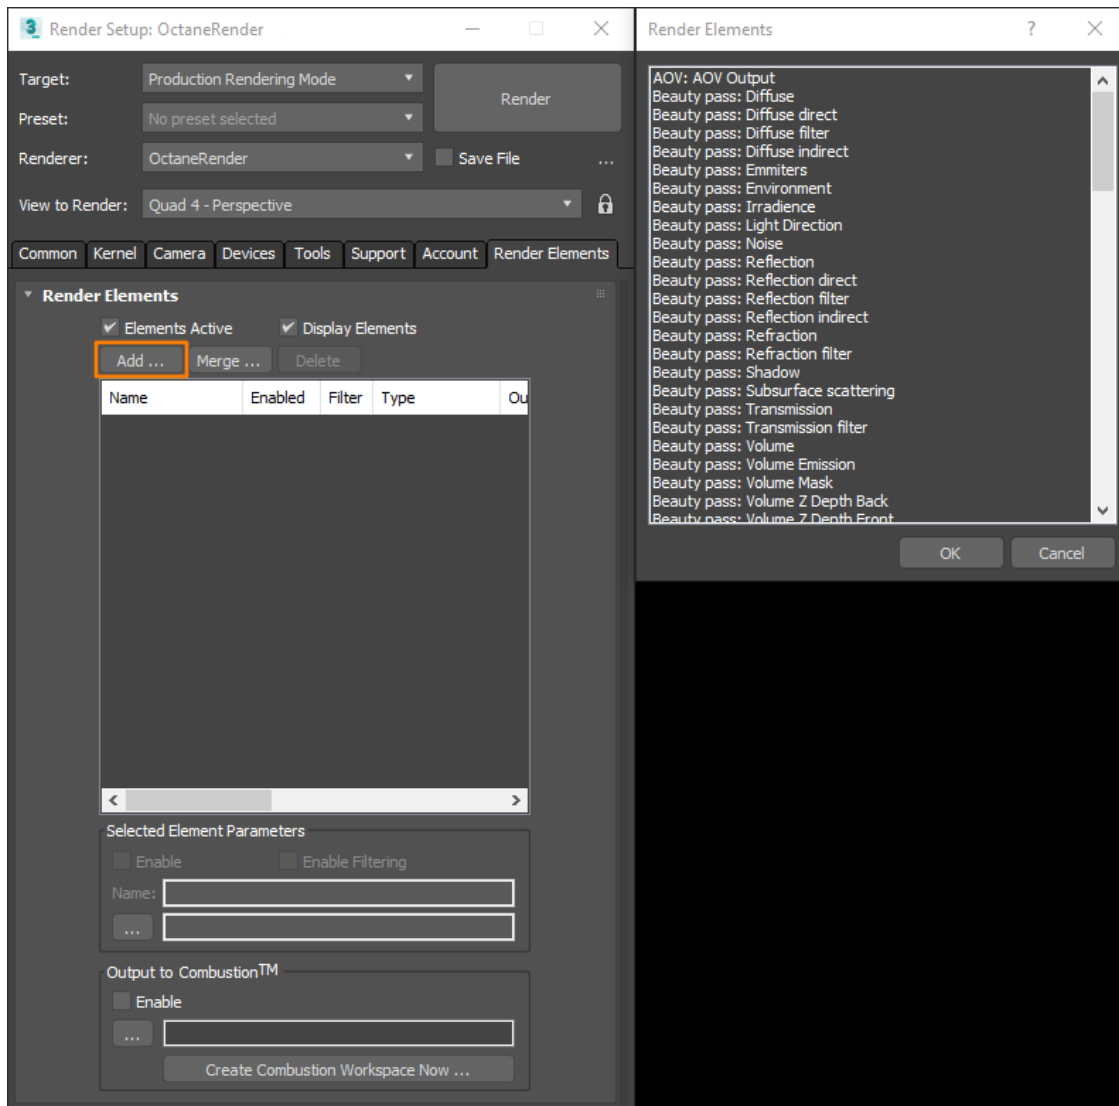 3 Render Setup: OctaneRender
Target: Production Rendering Mode
Render
Preset: No preset selected
Renderer: OctaneRender
Save File ...
View to Render: Quad 4 - Perspective
Common Kernel Camera Devices Tools Support Account Render Elements
Render Elements
Elements Active Display Elements
Add ... Merge ... Delete
Name Enabled Filter Type Ou
Selected Element Parameters
Enable Enable Filtering
Name:
...
Output to Combustion™
Enable
...
Create Combustion Workspace Now ...
Render Elements ?
AOV: AOV Output
Beauty pass: Diffuse
Beauty pass: Diffuse direct
Beauty pass: Diffuse filter
Beauty pass: Diffuse indirect
Beauty pass: Emmiters
Beauty pass: Environment
Beauty pass: Irradience
Beauty pass: Light Direction
Beauty pass: Noise
Beauty pass: Reflection
Beauty pass: Reflection direct
Beauty pass: Reflection filter
Beauty pass: Reflection indirect
Beauty pass: Refraction
Beauty pass: Refraction filter
Beauty pass: Shadow
Beauty pass: Subsurface scattering
Beauty pass: Transmission
Beauty pass: Transmission filter
Beauty pass: Volume
Beauty pass: Volume Emission
Beauty pass: Volume Mask
Beauty pass: Volume Z Depth Back
Beauty pass: Volume Z Depth Front
OK Cancel